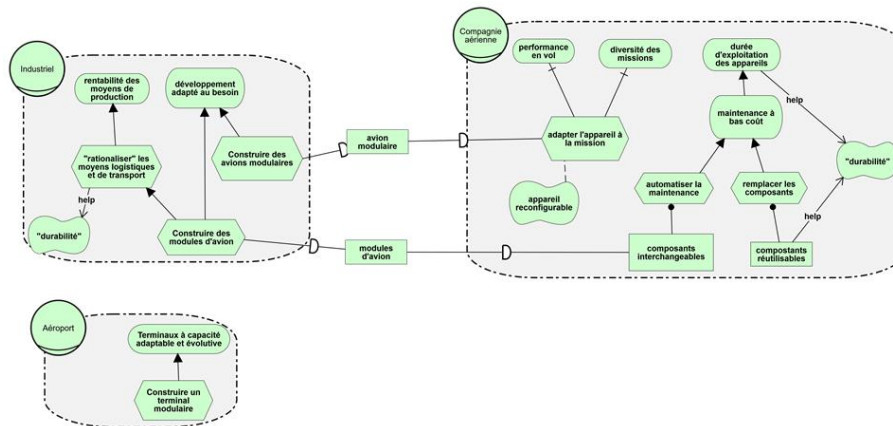 Industriel
rentabilité des
moyens de
production
développement
adapté au besoin
"rationaliser" les
moyens logistiques
et de transport
Construire des
avions modulaires
help
"durabilité"
Construire des
modules d'avion
avion
modulaire
modules
d'avion
Compagnie
aérienne
performance
en vol
diversité des
missions
durée
d'exploitation
des appareils
help
maintenance à
bas coût
adapter l'appareil à
la mission
"durabilité"
appareil
reconfigurable
automatiser la
maintenance
remplacer les
composants
help
composants
interchangeables
compostants
réutilisables
Aéroport
Terminaux à capacité
adaptable et évolutive
Construire un
terminal
modulaire